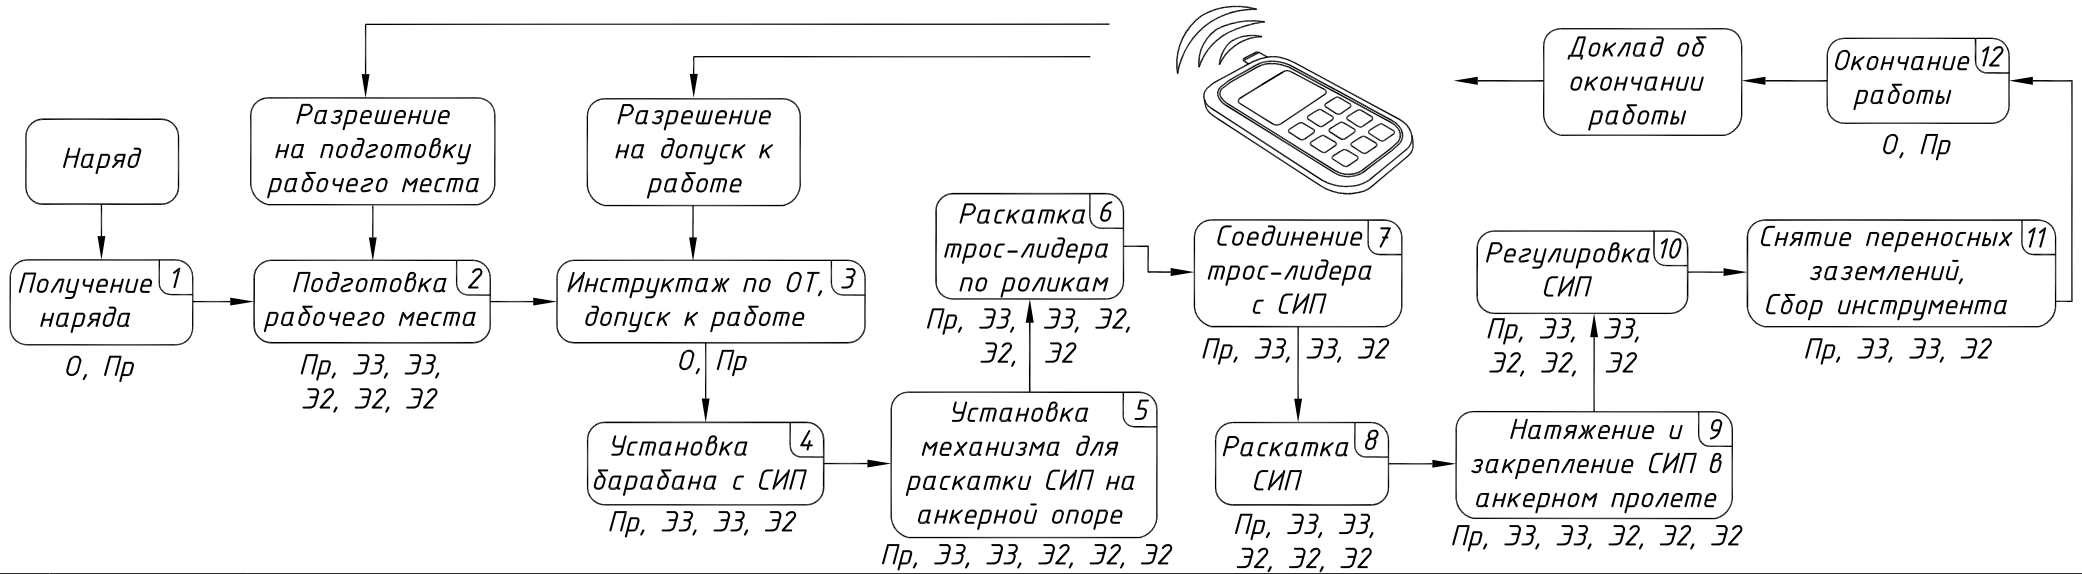 Наряд
Разрешение
на подготовку
рабочего места
Разрешение
на допуск к
работе
Доклад об
окончании
работы
Окончание 12
работы
О, Пр
Получение 1
наряда
О, Пр
Подготовка 2
рабочего места
Пр, Э3, Э3,
Э2, Э2, Э2
Инструктаж по ОТ, 3
допуск к работе
О, Пр
Установка 4
барабана с СИП
Пр, Э3, Э3, Э2
Установка 5
механизма для
раскатки СИП на
анкерной опоре
Пр, Э3, Э3, Э2, Э2, Э2
Раскатка 6
трос-лидера
по роликам
Пр, Э3, Э3, Э2,
Э2, Э2
Соединение 7
трос-лидера
с СИП
Пр, Э3, Э3, Э2
Раскатка 8
СИП
Пр, Э3, Э3,
Э2, Э2, Э2
Натяжение и 9
закрепление СИП в
анкерном пролете
Пр, Э3, Э3, Э2, Э2, Э2
Регулировка 10
СИП
Пр, Э3, Э3,
Э2, Э2, Э2
Снятие переносных 11
заземлений,
Сбор инструмента
Пр, Э3, Э3, Э2